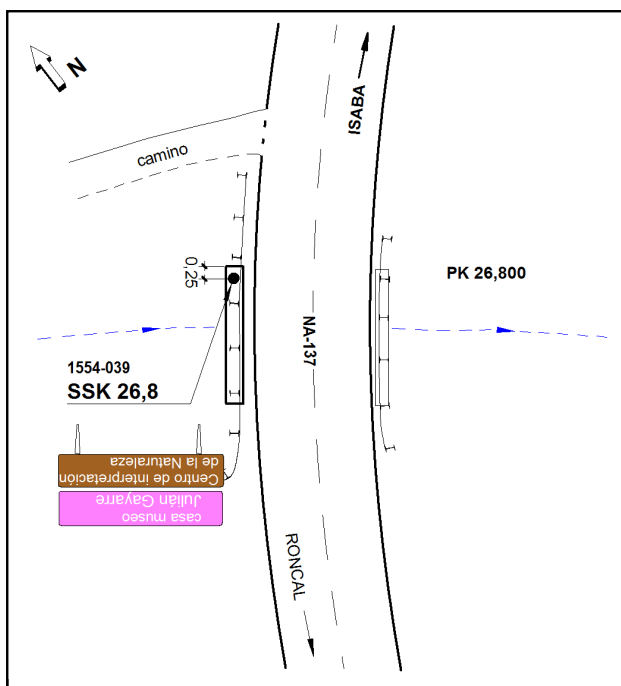 N
ISABA
camino
0,25
PK 26,800
NA-137
1554-039
SSK 26,8
Centro de interpretación
de la Naturaleza
casa museo
Julián Gayarre
RONCAL